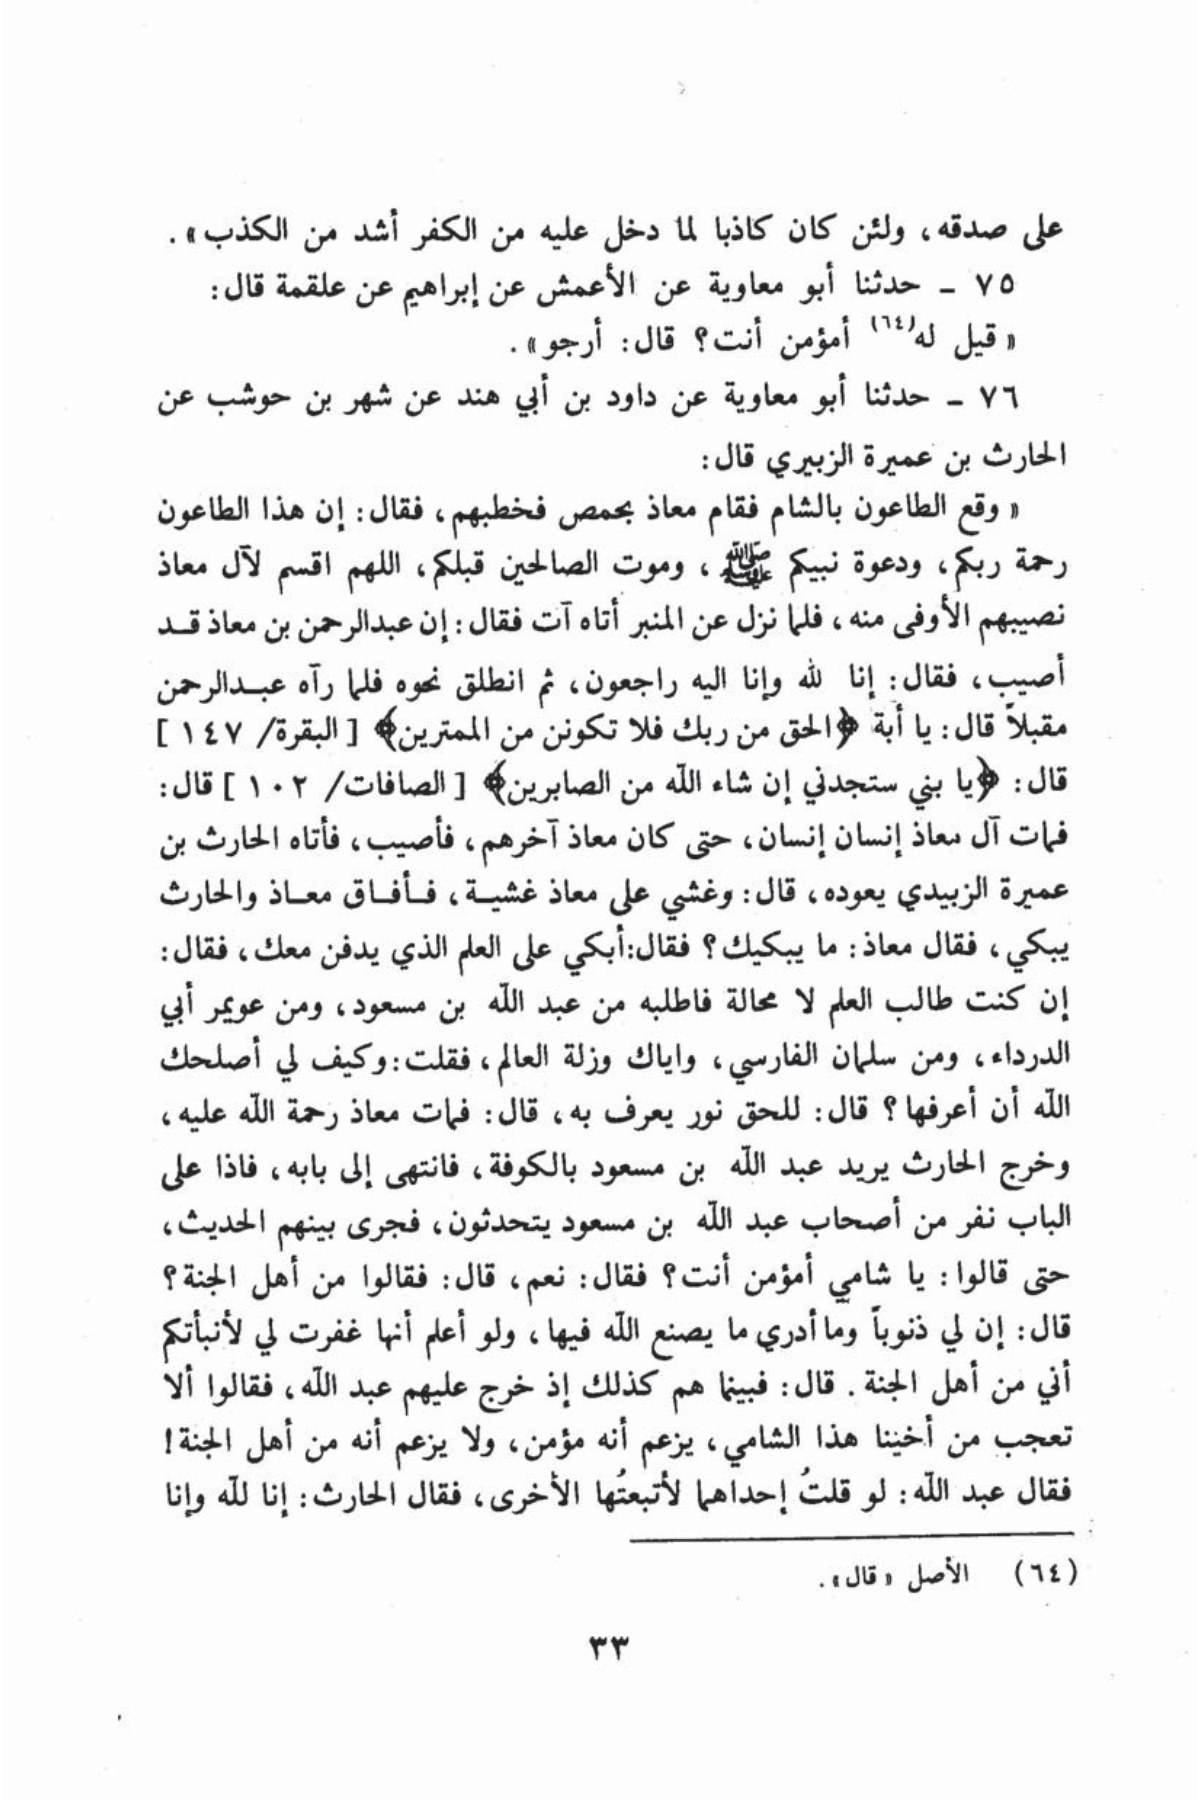 على صدقه، ولئن كان كاذبا لما دخل عليه من الكفر أشد من الكذب».
٧٥ ـ حدثنا أبو معاوية عن الأعمش عن إبراهيم عن علقمة قال:
« قيل له(٦٤) أمؤمن أنت؟ قال: أرجو».
٧٦ ـ حدثنا أبو معاوية عن داود بن أبي هند عن شهر بن حوشب عن
الحارث بن عميرة الزبيري قال:
« وقع الطاعون بالشام فقام معاذ بحمص فخطبهم، فقال: إن هذا الطاعون
رحمة ربكم، ودعوة نبيكم ﷺ، وموت الصالحين قبلكم، اللهم اقسم لآل معاذ
نصيبهم الأوفى منه، فلما نزل عن المنبر أتاه آت فقال: إن عبدالرحمن بن معاذ قد
أصيب، فقال: إنا لله وإنا اليه راجعون، ثم انطلق نحوه فلما رآه عبدالرحمن
مقبلاً قال: يا أبة ﴿الحق من ربك فلا تكونن من الممترين﴾ [ البقرة/ ١٤٧ ]
قال: ﴿يا بني ستجدني إن شاء الله من الصابرين﴾ [ الصافات/ ١٠٢ ] قال:
فمات آل معاذ إنسان إنسان، حتى كان معاذ آخرهم، فأصيب، فأتاه الحارث بن
عميرة الزبيدي يعوده، قال: وغشي على معاذ غشية، فأفاق معاذ والحارث
يبكي، فقال معاذ: ما يبكيك؟ فقال:أبكي على العلم الذي يدفن معك، فقال:
إن كنت طالب العلم لا محالة فاطلبه من عبد الله بن مسعود، ومن عويمر أبي
الدرداء، ومن سلمان الفارسي، واياك وزلة العالم، فقلت: وكيف لي أصلحك
الله أن أعرفها؟ قال: للحق نور يعرف به، قال: فمات معاذ رحمة الله عليه،
وخرج الحارث يريد عبد الله بن مسعود بالكوفة، فانتهى إلى بابه، فاذا على
الباب نفر من أصحاب عبد الله بن مسعود يتحدثون، فجرى بينهم الحديث،
حتى قالوا: يا شامي أمؤمن أنت؟ فقال: نعم، قال: فقالوا من أهل الجنة؟
قال: إن لي ذنوباً وما أدري ما يصنع الله فيها، ولو أعلم أنها غفرت لي لأنبأتكم
أني من أهل الجنة. قال: فبينما هم كذلك إذ خرج عليهم عبد الله، فقالوا ألا
تعجب من أخينا هذا الشامي، يزعم أنه مؤمن، ولا يزعم أنه من أهل الجنة!
فقال عبد الله: لو قلتُ إحداهما لأتبعتُها الأخرى، فقال الحارث: إنا لله وإنا
(٦٤) الأصل « قال».
٣٣